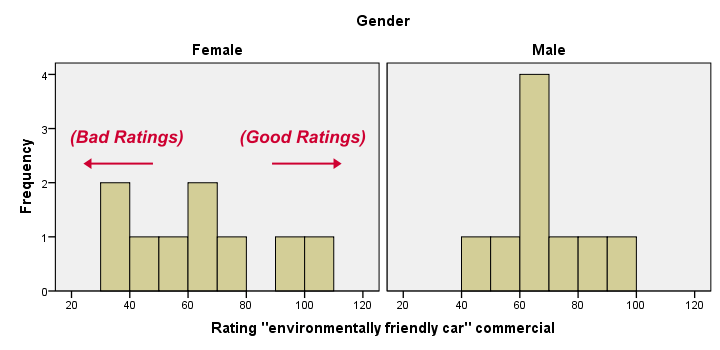 Gender
Female Male
(Bad Ratings) (Good Ratings)
Frequency
4
3
2
1
0
20 40 60 80 100 120 20 40 60 80 100 120
Rating "environmentally friendly car" commercial